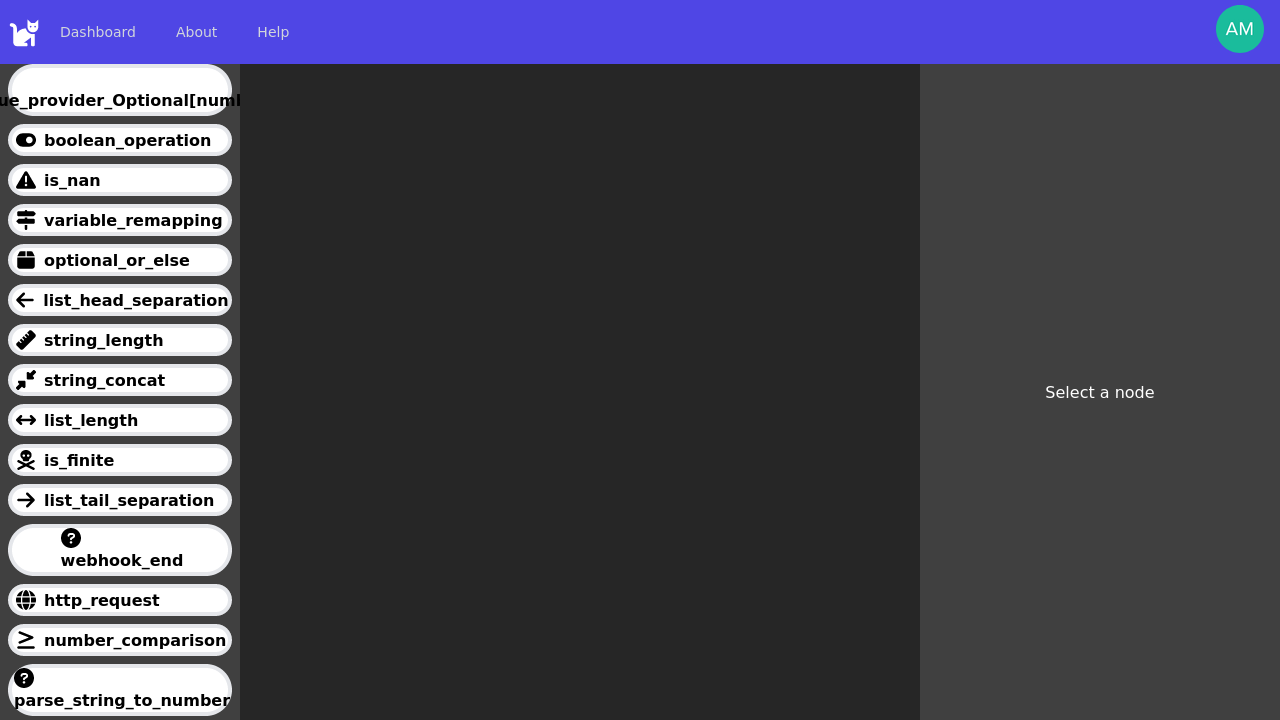 Dashboard
About
Help
AM
ue_provider_Optional[numb
boolean_operation
is_nan
variable_remapping
optional_or_else
list_head_separation
string_length
string_concat
list_length
is_finite
list_tail_separation
webhook_end
http_request
number_comparison
parse_string_to_number
Select a node